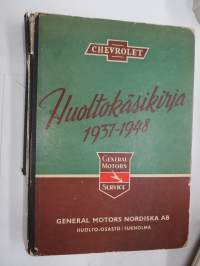 CHEVROLET
Huoltokäsikirja
1937-1948
GENERAL
MOTORS
SERVICE
GENERAL MOTORS NORDISKA AB
HUOLTO-OSASTO / TUKHOLMA